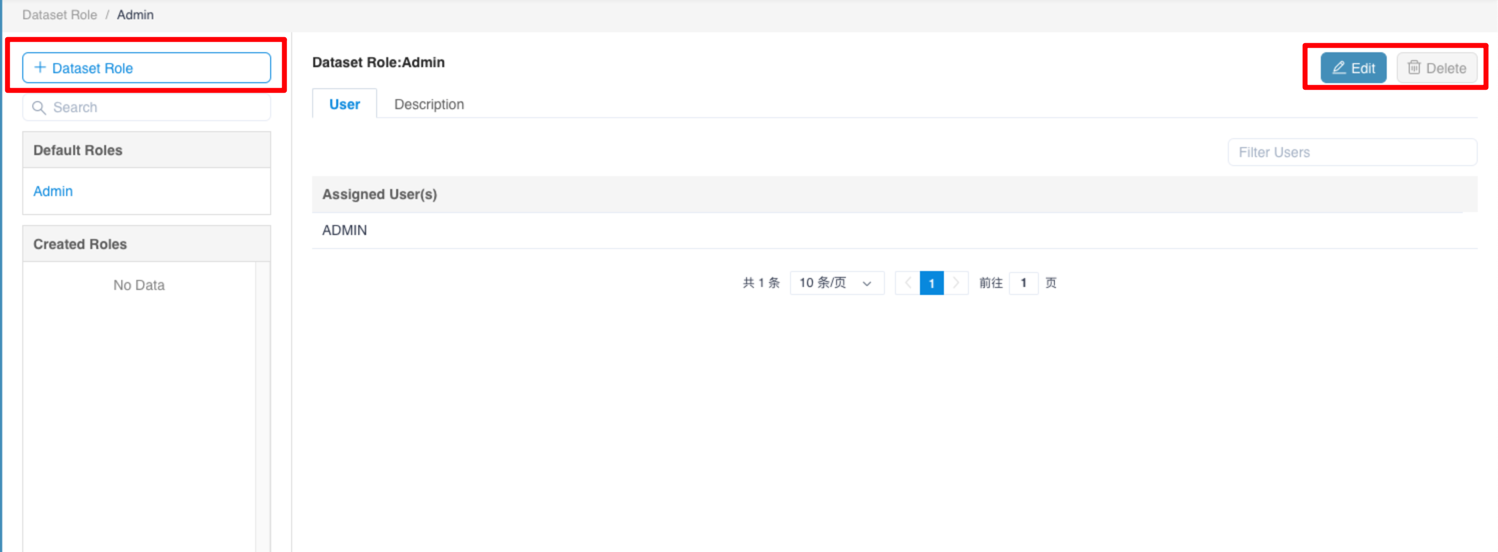 Dataset Role / Admin
+ Dataset Role
Search
Default Roles
Admin
Created Roles
No Data
Dataset Role:Admin
Edit
Delete
User
Description
Filter Users
Assigned User(s)
ADMIN
共 1 条 10 条/页 1 前往 1 页